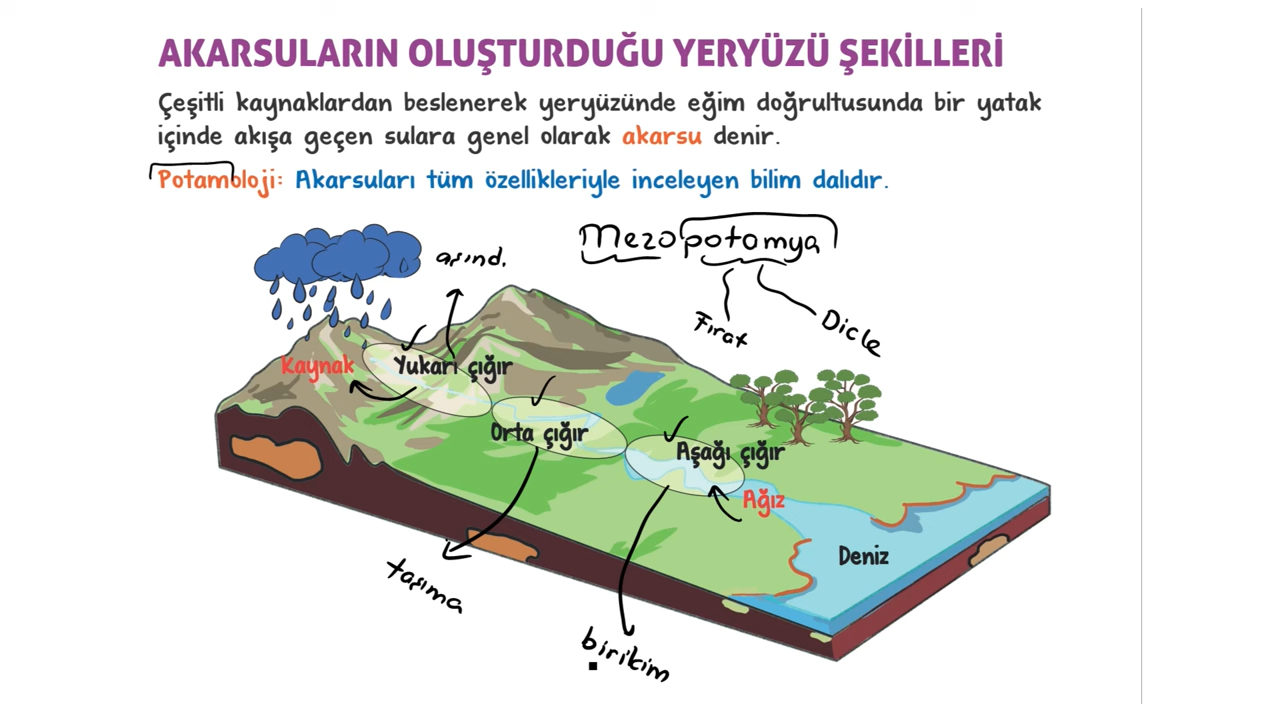 AKARSULARIN OLUŞTURDUĞU YERYÜZÜ ŞEKİLLERİ
Çeşitli kaynaklardan beslenerek yeryüzünde eğim doğrultusunda bir yatak
içinde akışa geçen sulara genel olarak akarsu denir.
Potamoloji: Akarsuları tüm özellikleriyle inceleyen bilim dalıdır.
Mezopotamya
aşınd.
Fırat
Dicle
Kaynak
Yukarı çığır
Orta çığır
Aşağı çığır
Ağız
Deniz
taşıma
birikim